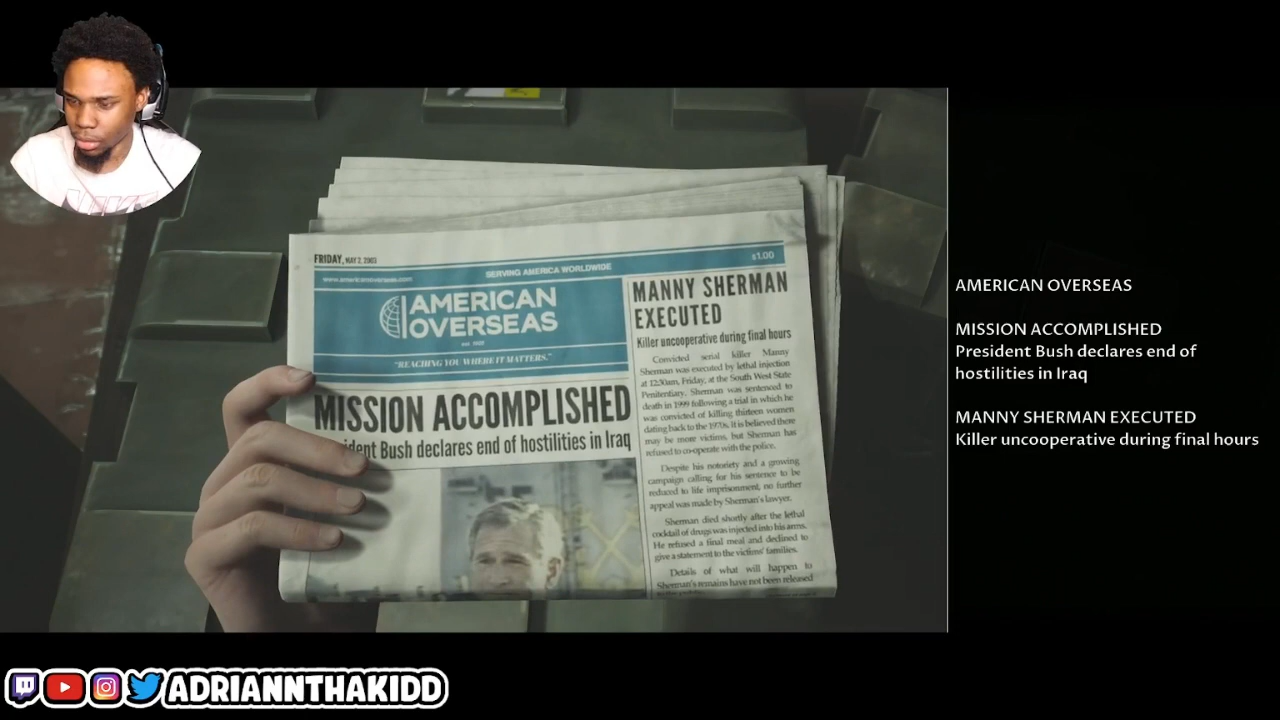 FRIDAY, MAY 2, 2003
www.americanoverseas.com
SERVING AMERICA WORLDWIDE
$1.00
AMERICAN
OVERSEAS
"REACHING YOU WHERE IT MATTERS."
MISSION ACCOMPLISHED
ident Bush declares end of hostilities in Iraq
MANNY SHERMAN
EXECUTED
Killer uncooperative during final hours
Convicted serial killer Manny
Sherman was executed by lethal injection
at 12:30am, Friday, at the South West State
Penitentiary. Sherman was sentenced to
death in 1999 following a trial in which he
was convicted of killing thirteen women
dating back to the 1970s. It is believed there
may be more victims, but Sherman has
refused to co-operate with the police.
Despite his notoriety and a growing
campaign calling for his sentence to be
reduced to life imprisonment, no further
appeal was made by Sherman's lawyer.
Sherman died shortly after the lethal
cocktail of drugs was injected into his arms.
He refused a final meal and declined to
give a statement to the victims' families.
Details of what will happen to
Sherman's remains have not been released
AMERICAN OVERSEAS
MISSION ACCOMPLISHED
President Bush declares end of
hostilities in Iraq
MANNY SHERMAN EXECUTED
Killer uncooperative during final hours
ADRIANNTHAKIDD